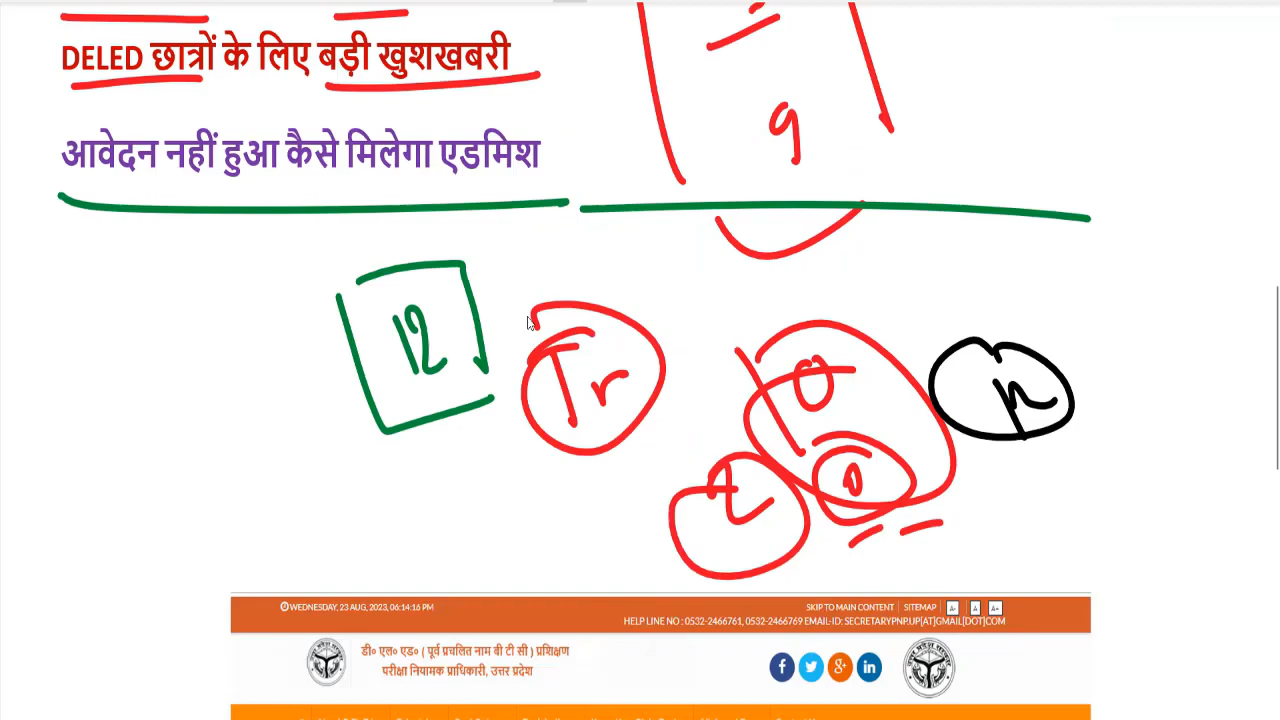 DELED छात्रों के लिए बड़ी खुशखबरी
9
आवेदन नहीं हुआ कैसे मिलेगा एडमिश
12
Tr
WEDNESDAY, 23 AUG, 2023, 06:14:16 PM
SKIP TO MAIN CONTENT SITEMAP A- A A+
HELP LINE NO : 0532-2466761, 0532-2466769 EMAIL-ID: SECRETARYPNP.UP[AT]GMAIL[DOT]COM
डी० एल० एड० ( पूर्व प्रचलित नाम बी टी सी ) प्रशिक्षण
परीक्षा नियामक प्राधिकारी, उत्तर प्रदेश